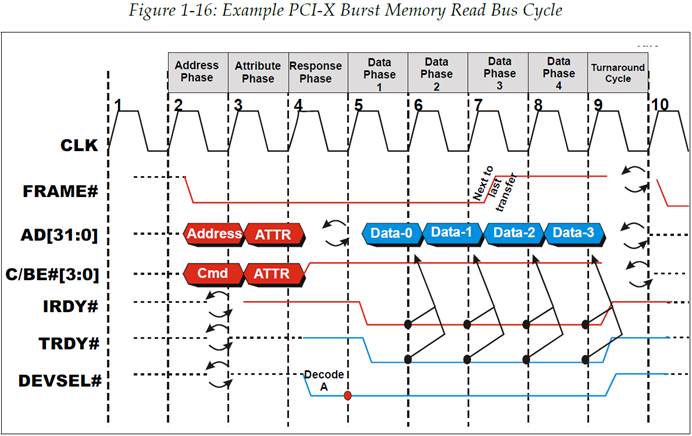 Figure 1-16: Example PCI-X Burst Memory Read Bus Cycle
Address Phase
Attribute Phase
Response Phase
Data Phase 1
Data Phase 2
Data Phase 3
Data Phase 4
Turnaround Cycle
1 2 3 4 5 6 7 8 9 10
CLK
FRAME#
Next to last transfer
AD[31:0] Address ATTR Data-0 Data-1 Data-2 Data-3
C/BE#[3:0] Cmd ATTR
IRDY#
TRDY#
DEVSEL# Decode A